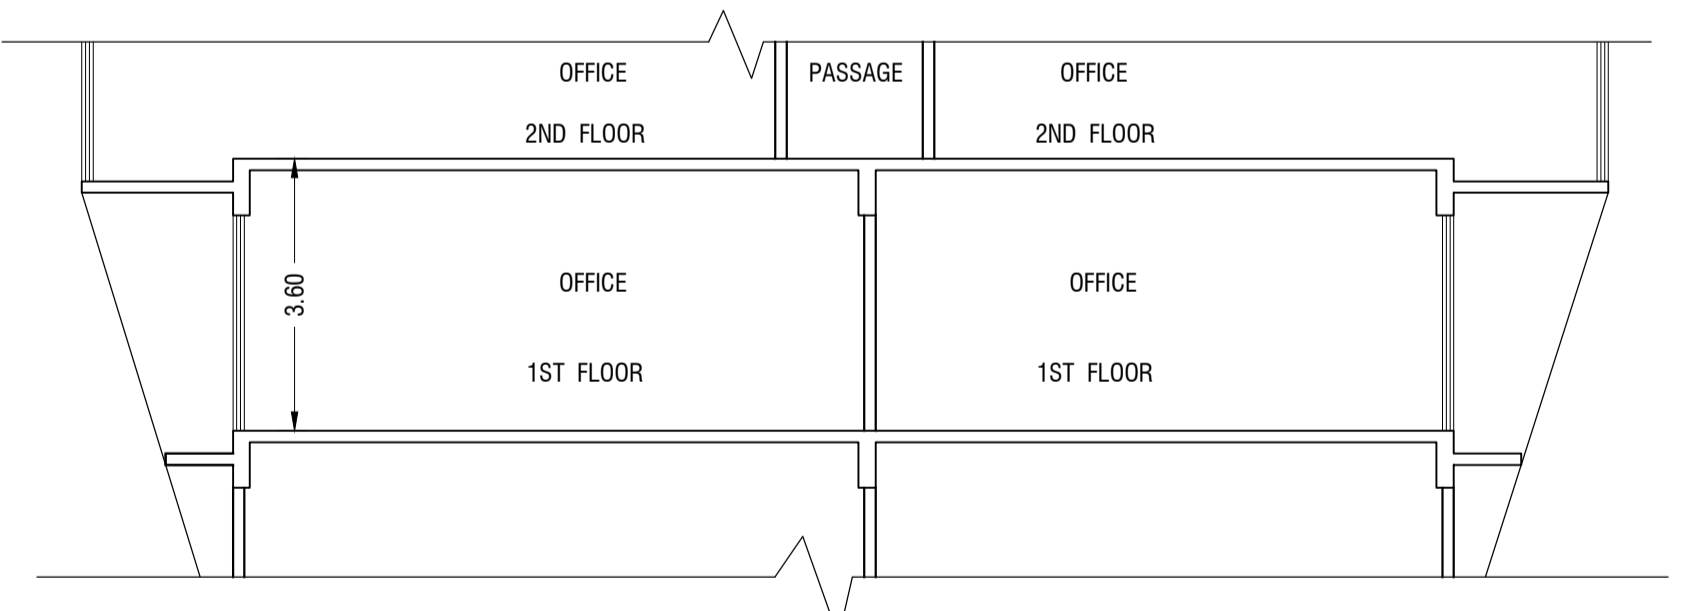 OFFICE PASSAGE OFFICE
2ND FLOOR 2ND FLOOR
3.60
OFFICE OFFICE
1ST FLOOR 1ST FLOOR